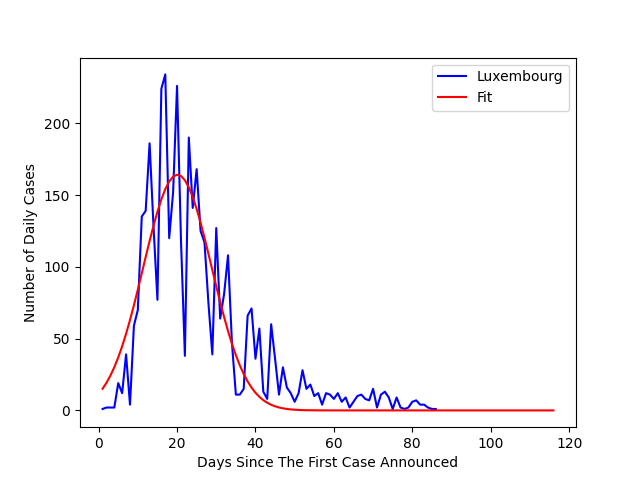 Luxembourg
Fit
200
150
100
50
0
Number of Daily Cases
0 20 40 60 80 100 120
Days Since The First Case Announced